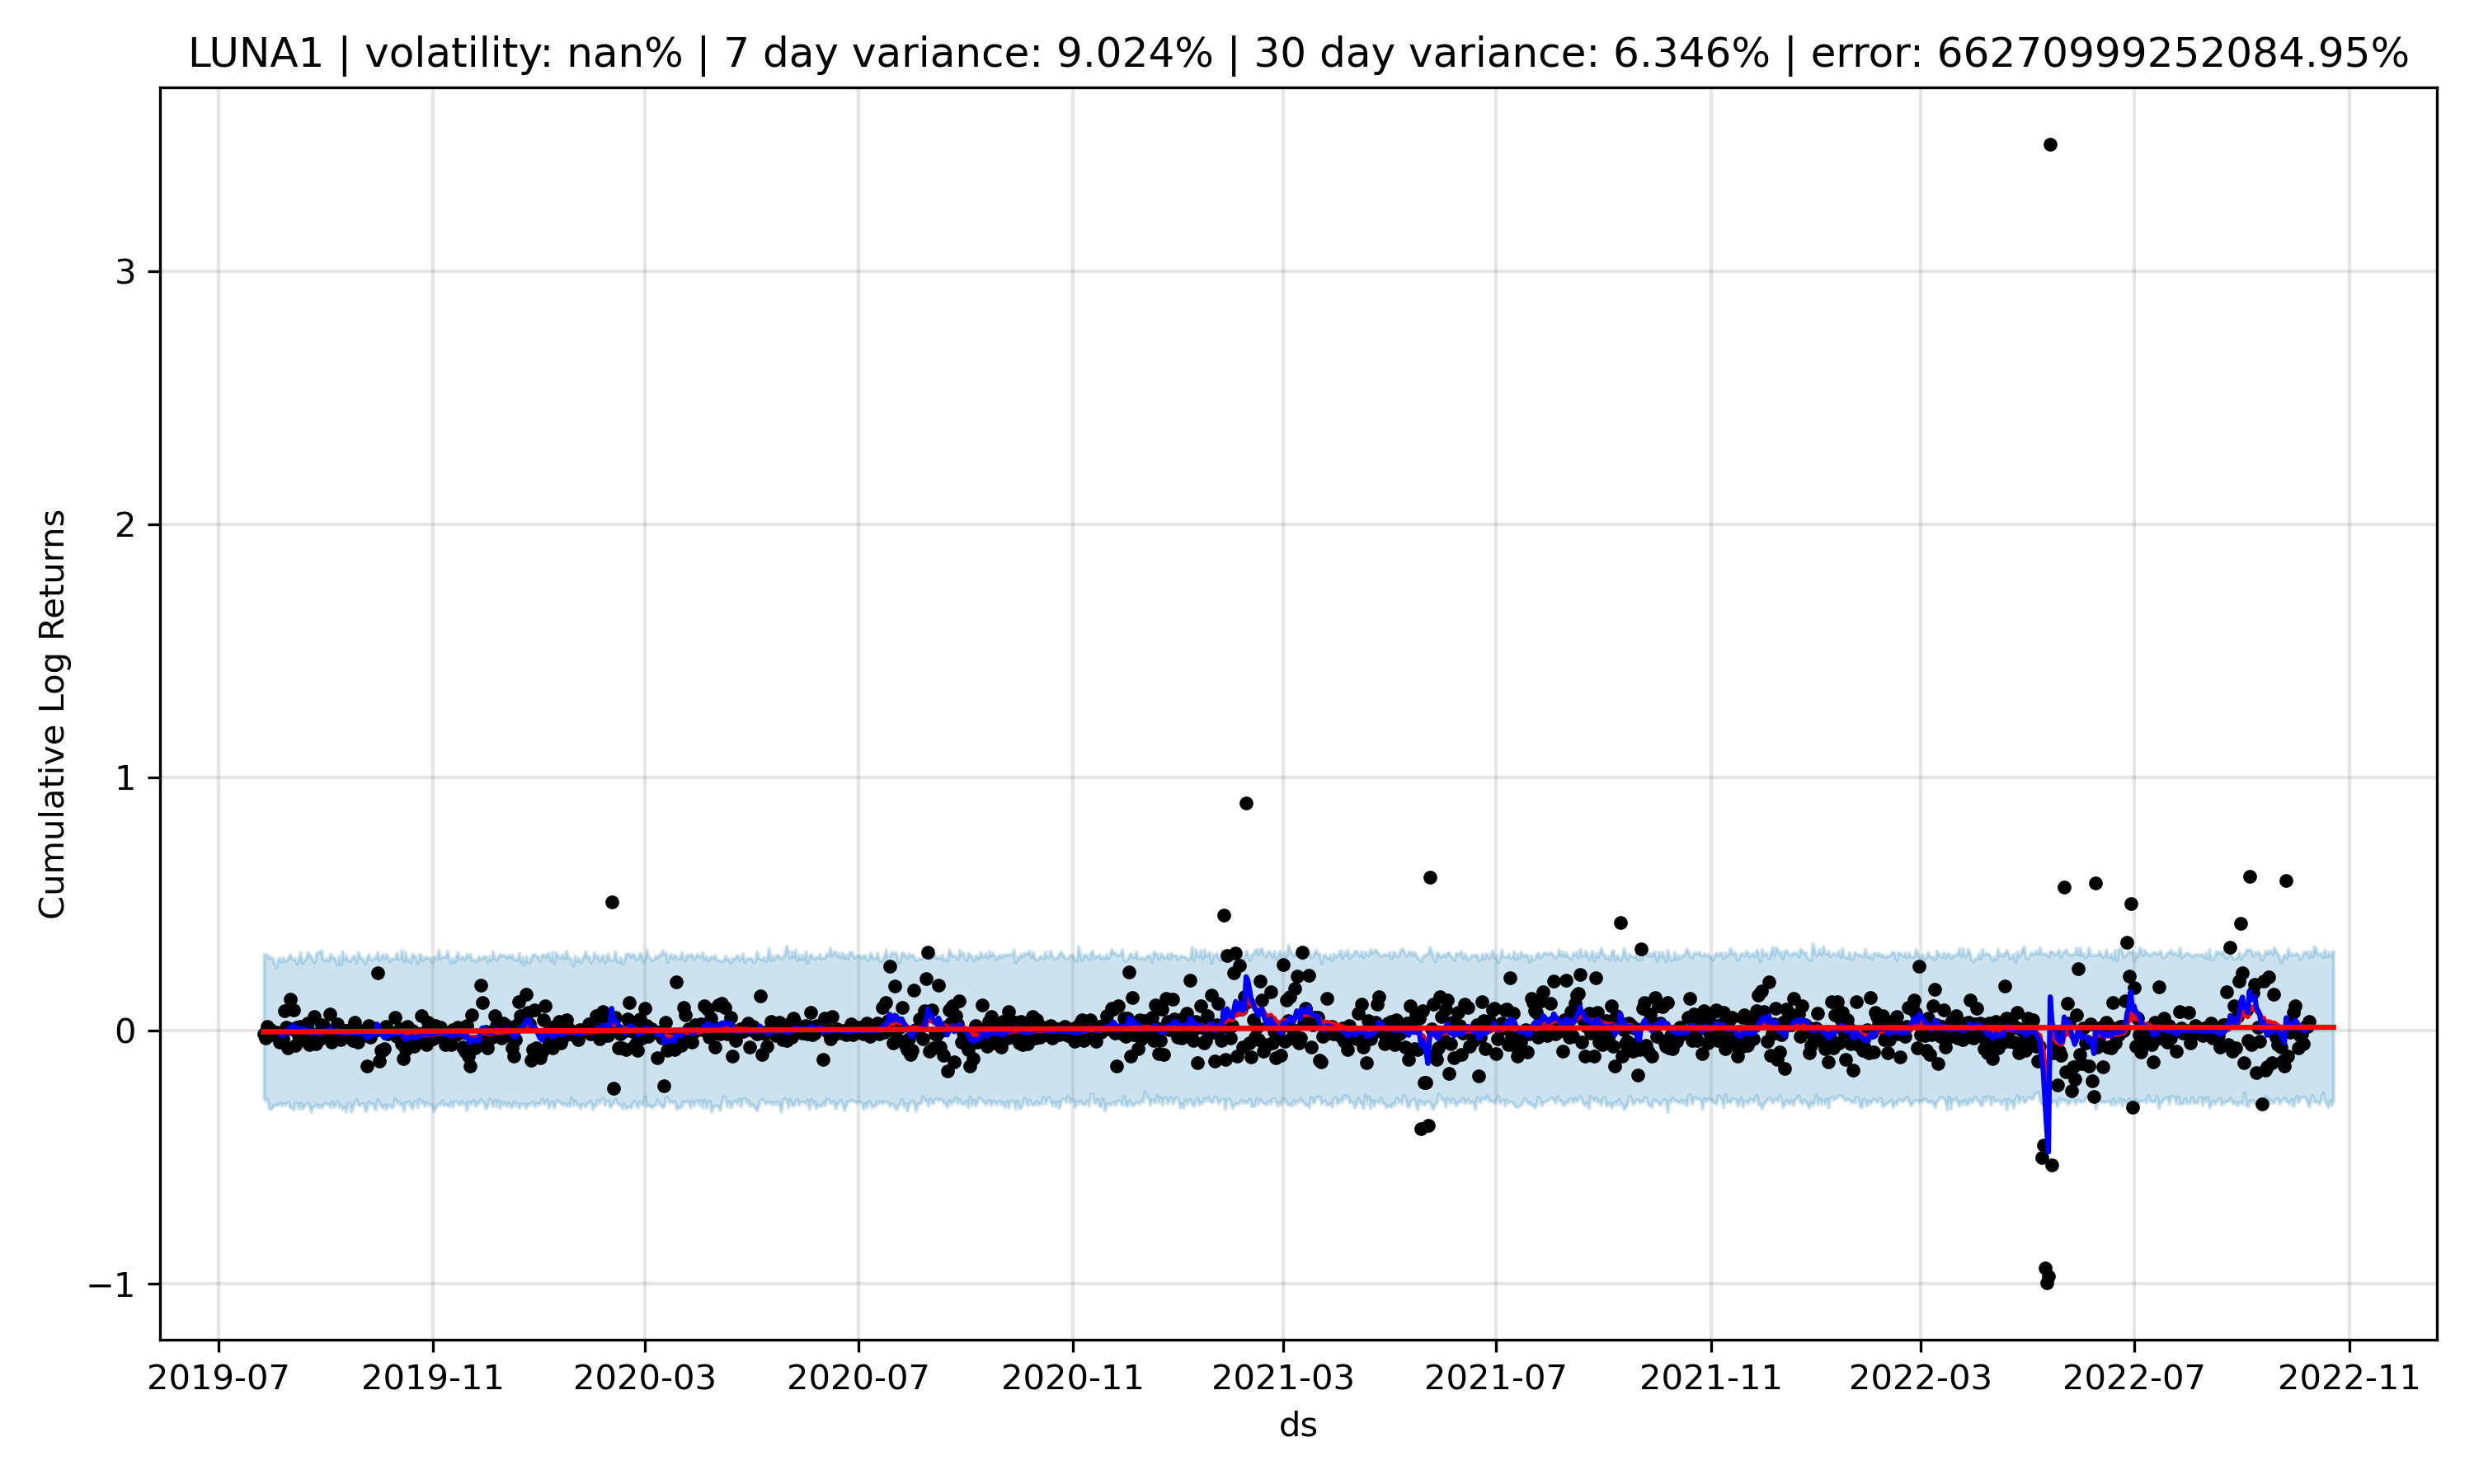 LUNA1 | volatility: nan% | 7 day variance: 9.024% | 30 day variance: 6.346% | error: 66270999252084.95%
Cumulative Log Returns
3
2
1
0
−1
2019-07 2019-11 2020-03 2020-07 2020-11 2021-03 2021-07 2021-11 2022-03 2022-07 2022-11
ds